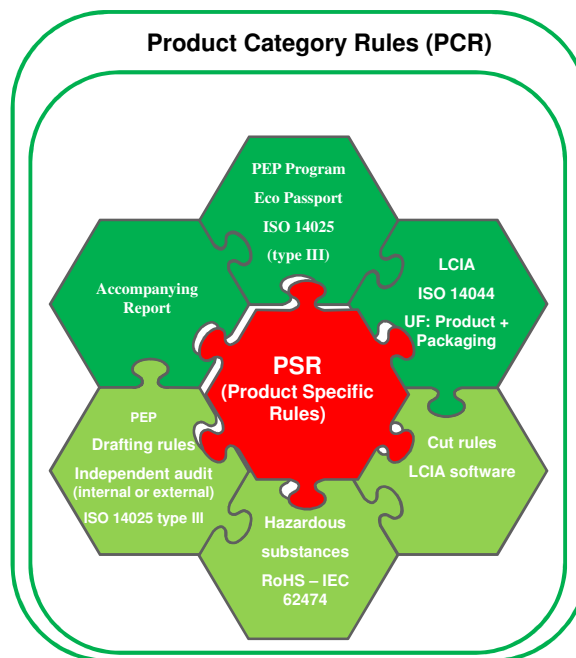 Product Category Rules (PCR)
PEP Program
Eco Passport
ISO 14025
(type III)
Accompanying
Report
LCIA
ISO 14044
UF: Product +
Packaging
PSR
(Product Specific
Rules)
PEP
Drafting rules
Independent audit
(internal or external)
ISO 14025 type III
Cut rules
LCIA software
Hazardous
substances
RoHS – IEC
62474